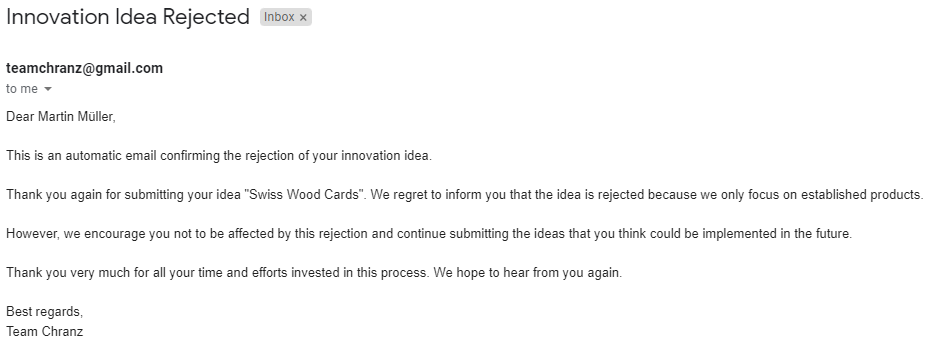 Innovation Idea Rejected Inbox ×
teamchranz@gmail.com
to me
Dear Martin Müller,
This is an automatic email confirming the rejection of your innovation idea.
Thank you again for submitting your idea "Swiss Wood Cards". We regret to inform you that the idea is rejected because we only focus on established products.
However, we encourage you not to be affected by this rejection and continue submitting the ideas that you think could be implemented in the future.
Thank you very much for all your time and efforts invested in this process. We hope to hear from you again.
Best regards,
Team Chranz